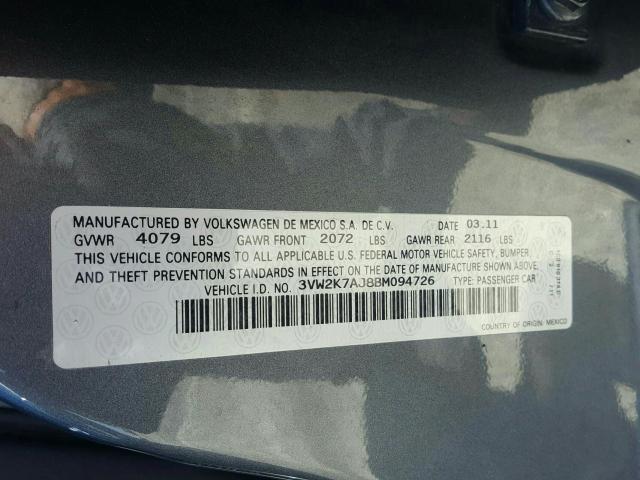 MANUFACTURED BY VOLKSWAGEN DE MEXICO S.A. DE C.V. DATE 03.11
GVWR 4079 LBS GAWR FRONT 2072 LBS GAWR REAR 2116 LBS
THIS VEHICLE CONFORMS TO ALL APPLICABLE U.S. FEDERAL MOTOR VEHICLE SAFETY, BUMPER,
AND THEFT PREVENTION STANDARDS IN EFFECT ON THE DATE OF MANUFACTURE SHOWN ABOVE.
VEHICLE I.D. NO. 3VW2K7AJ8BM094726 TYPE: PASSENGER CAR
COUNTRY OF ORIGIN: MEXICO